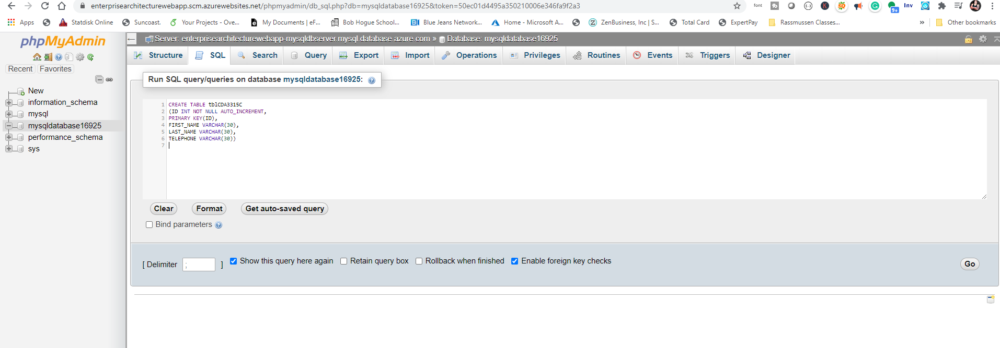 enterprisearchitecturewebapp.scm.azurewebsites.net/phpmyadmin/db_sql.php?db=mysqldatabase16925&token=50ec01d4495a350210006e346fa9f2a3
font
Inv
9+
Apps
Statdisk Online
Suncoast.
Your Projects - Ove...
My Documents | eF...
Bob Hogue School...
Blue Jeans Network...
Home - Microsoft A...
ZenBusiness, Inc | S...
Total Card
ExpertPay
Rassmussen Classes...
»
Other bookmarks
phpMyAdmin
Recent Favorites
New
information_schema
mysql
mysqldatabase16925
performance_schema
sys
Server: enterprisearchitecturewebapp-mysqldbserver.mysql.database.azure.com » Database: mysqldatabase16925
Structure SQL Search Query Export Import Operations Privileges Routines Events Triggers Designer
Run SQL query/queries on database mysqldatabase16925:
1 CREATE TABLE tblCDA3315C
2 (ID INT NOT NULL AUTO_INCREMENT,
3 PRIMARY KEY(ID),
4 FIRST_NAME VARCHAR(30),
5 LAST_NAME VARCHAR(30),
6 TELEPHONE VARCHAR(30))
7
Clear Format Get auto-saved query
Bind parameters
[ Delimiter ; ] Show this query here again Retain query box Rollback when finished Enable foreign key checks Go